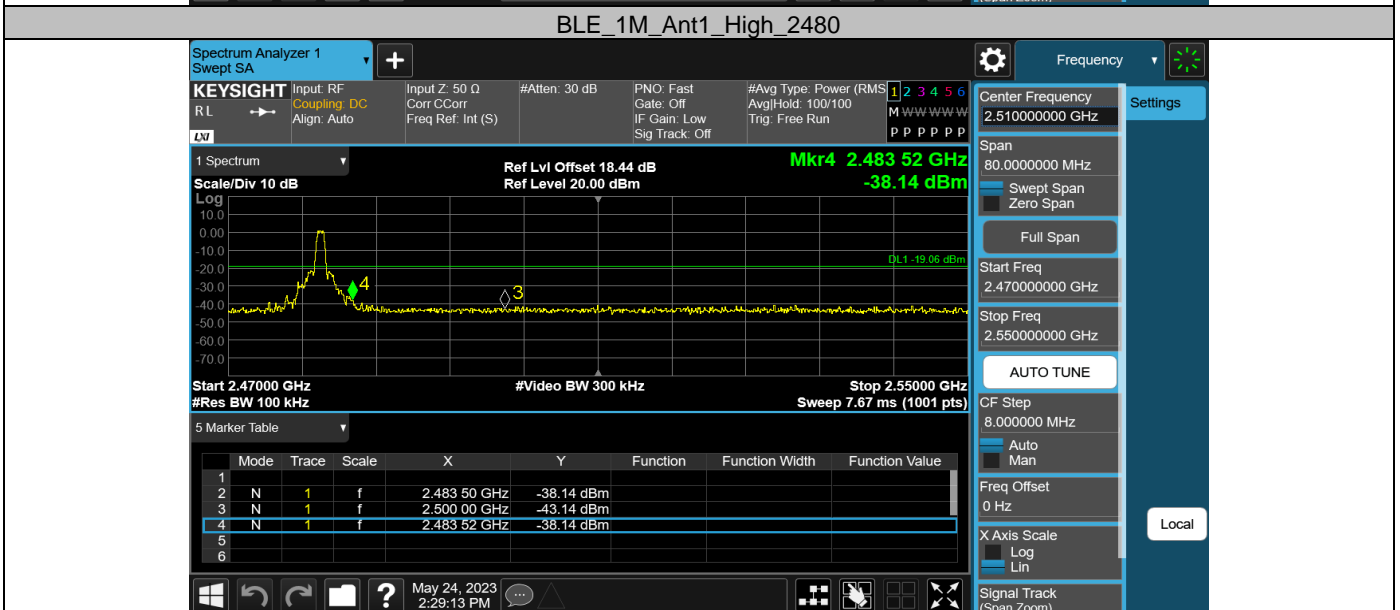 (Span Zoom)
BLE_1M_Ant1_High_2480
Spectrum Analyzer 1
Swept SA
Frequency
KEYSIGHT
RL
LXI
Input: RF
Coupling: DC
Align: Auto
Input Z: 50 Ω
Corr CCorr
Freq Ref: Int (S)
#Atten: 30 dB
PNO: Fast
Gate: Off
IF Gain: Low
Sig Track: Off
#Avg Type: Power (RMS
Avg|Hold: 100/100
Trig: Free Run
1 2 3 4 5 6
M W W W W W
P P P P P P
Center Frequency
2.510000000 GHz
Settings
Span
80.0000000 MHz
Swept Span
Zero Span
Full Span
Start Freq
2.470000000 GHz
Stop Freq
2.550000000 GHz
AUTO TUNE
CF Step
8.000000 MHz
Auto
Man
Freq Offset
0 Hz
X Axis Scale
Log
Lin
Signal Track
(Span Zoom)
Local
1 Spectrum
Scale/Div 10 dB
Ref Lvl Offset 18.44 dB
Ref Level 20.00 dBm
Mkr4 2.483 52 GHz
-38.14 dBm
Log
10.0
0.00
-10.0
-20.0
-30.0
-40.0
-50.0
-60.0
-70.0
DL1 -19.06 dBm
4
3
Start 2.47000 GHz
#Res BW 100 kHz
#Video BW 300 kHz
Stop 2.55000 GHz
Sweep 7.67 ms (1001 pts)
5 Marker Table
Mode Trace Scale X Y Function Function Width Function Value
1
2 N 1 f 2.483 50 GHz -38.14 dBm
3 N 1 f 2.500 00 GHz -43.14 dBm
4 N 1 f 2.483 52 GHz -38.14 dBm
5
6
?
May 24, 2023
2:29:13 PM